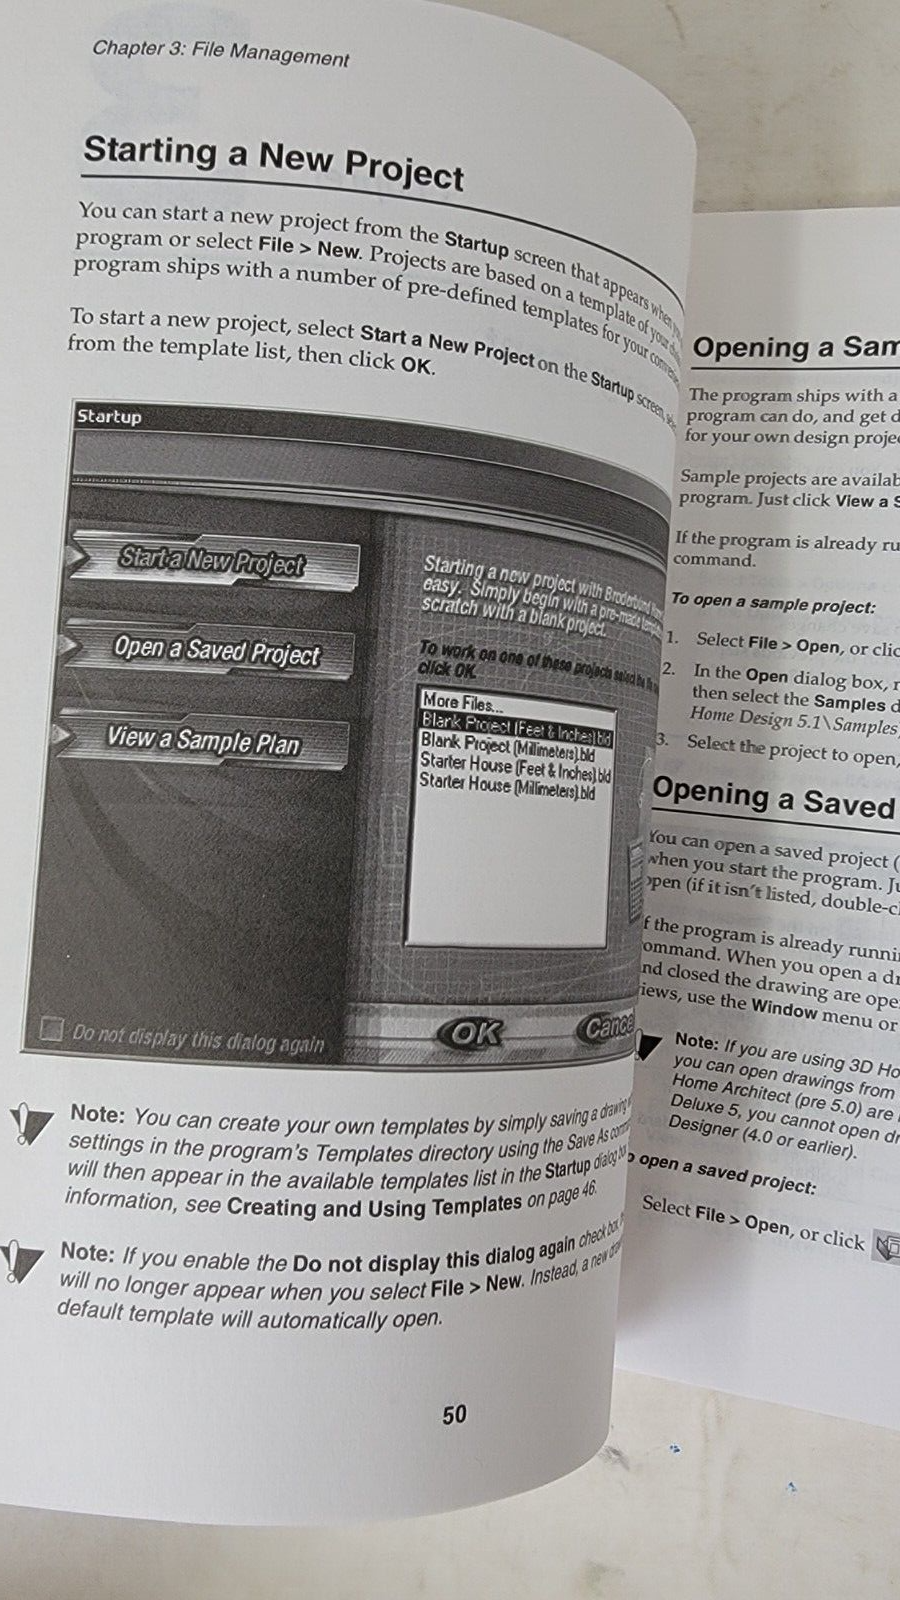 Chapter 3: File Management
Starting a New Project
You can start a new project from the Startup screen that appears when
program or select File > New. Projects are based on a template of your
program ships with a number of pre-defined templates for your
To start a new project, select Start a New Project on the Startup screen,
from the template list, then click OK.
Startup
Start a New Project
Open a Saved Project
View a Sample Plan
Starting a new project with Broderbund
easy. Simply begin with a pre-made
scratch with a blank project.
To work on one of these projects select the
click OK.
More Files...
Blank Project (Feet & Inches).bld
Blank Project (Millimeters).bld
Starter House (Feet & Inches).bld
Starter House (Millimeters).bld
Do not display this dialog again
OK
Cance
Note: You can create your own templates by simply saving a drawing
settings in the program's Templates directory using the Save As
will then appear in the available templates list in the Startup dialog
information, see Creating and Using Templates on page 46.
Note: If you enable the Do not display this dialog again check box,
will no longer appear when you select File > New. Instead, a new
default template will automatically open.
50
Opening a Sam
The program ships with a
program can do, and get
for your own design proje
Sample projects are availab
program. Just click View a S
If the program is already ru
command.
To open a sample project:
1. Select File > Open, or clic
2. In the Open dialog box,
then select the Samples d
Home Design 5.1\Samples
3. Select the project to open,
Opening a Saved
You can open a saved project (
when you start the program. Ju
open (if it isn't listed, double-cl
f the program is already runni
ommand. When you open a dr
nd closed the drawing are ope
iews, use the Window menu or
Note: If you are using 3D Ho
you can open drawings from
Home Architect (pre 5.0) are
Deluxe 5, you cannot open dr
Designer (4.0 or earlier).
o open a saved project:
Select File > Open, or click